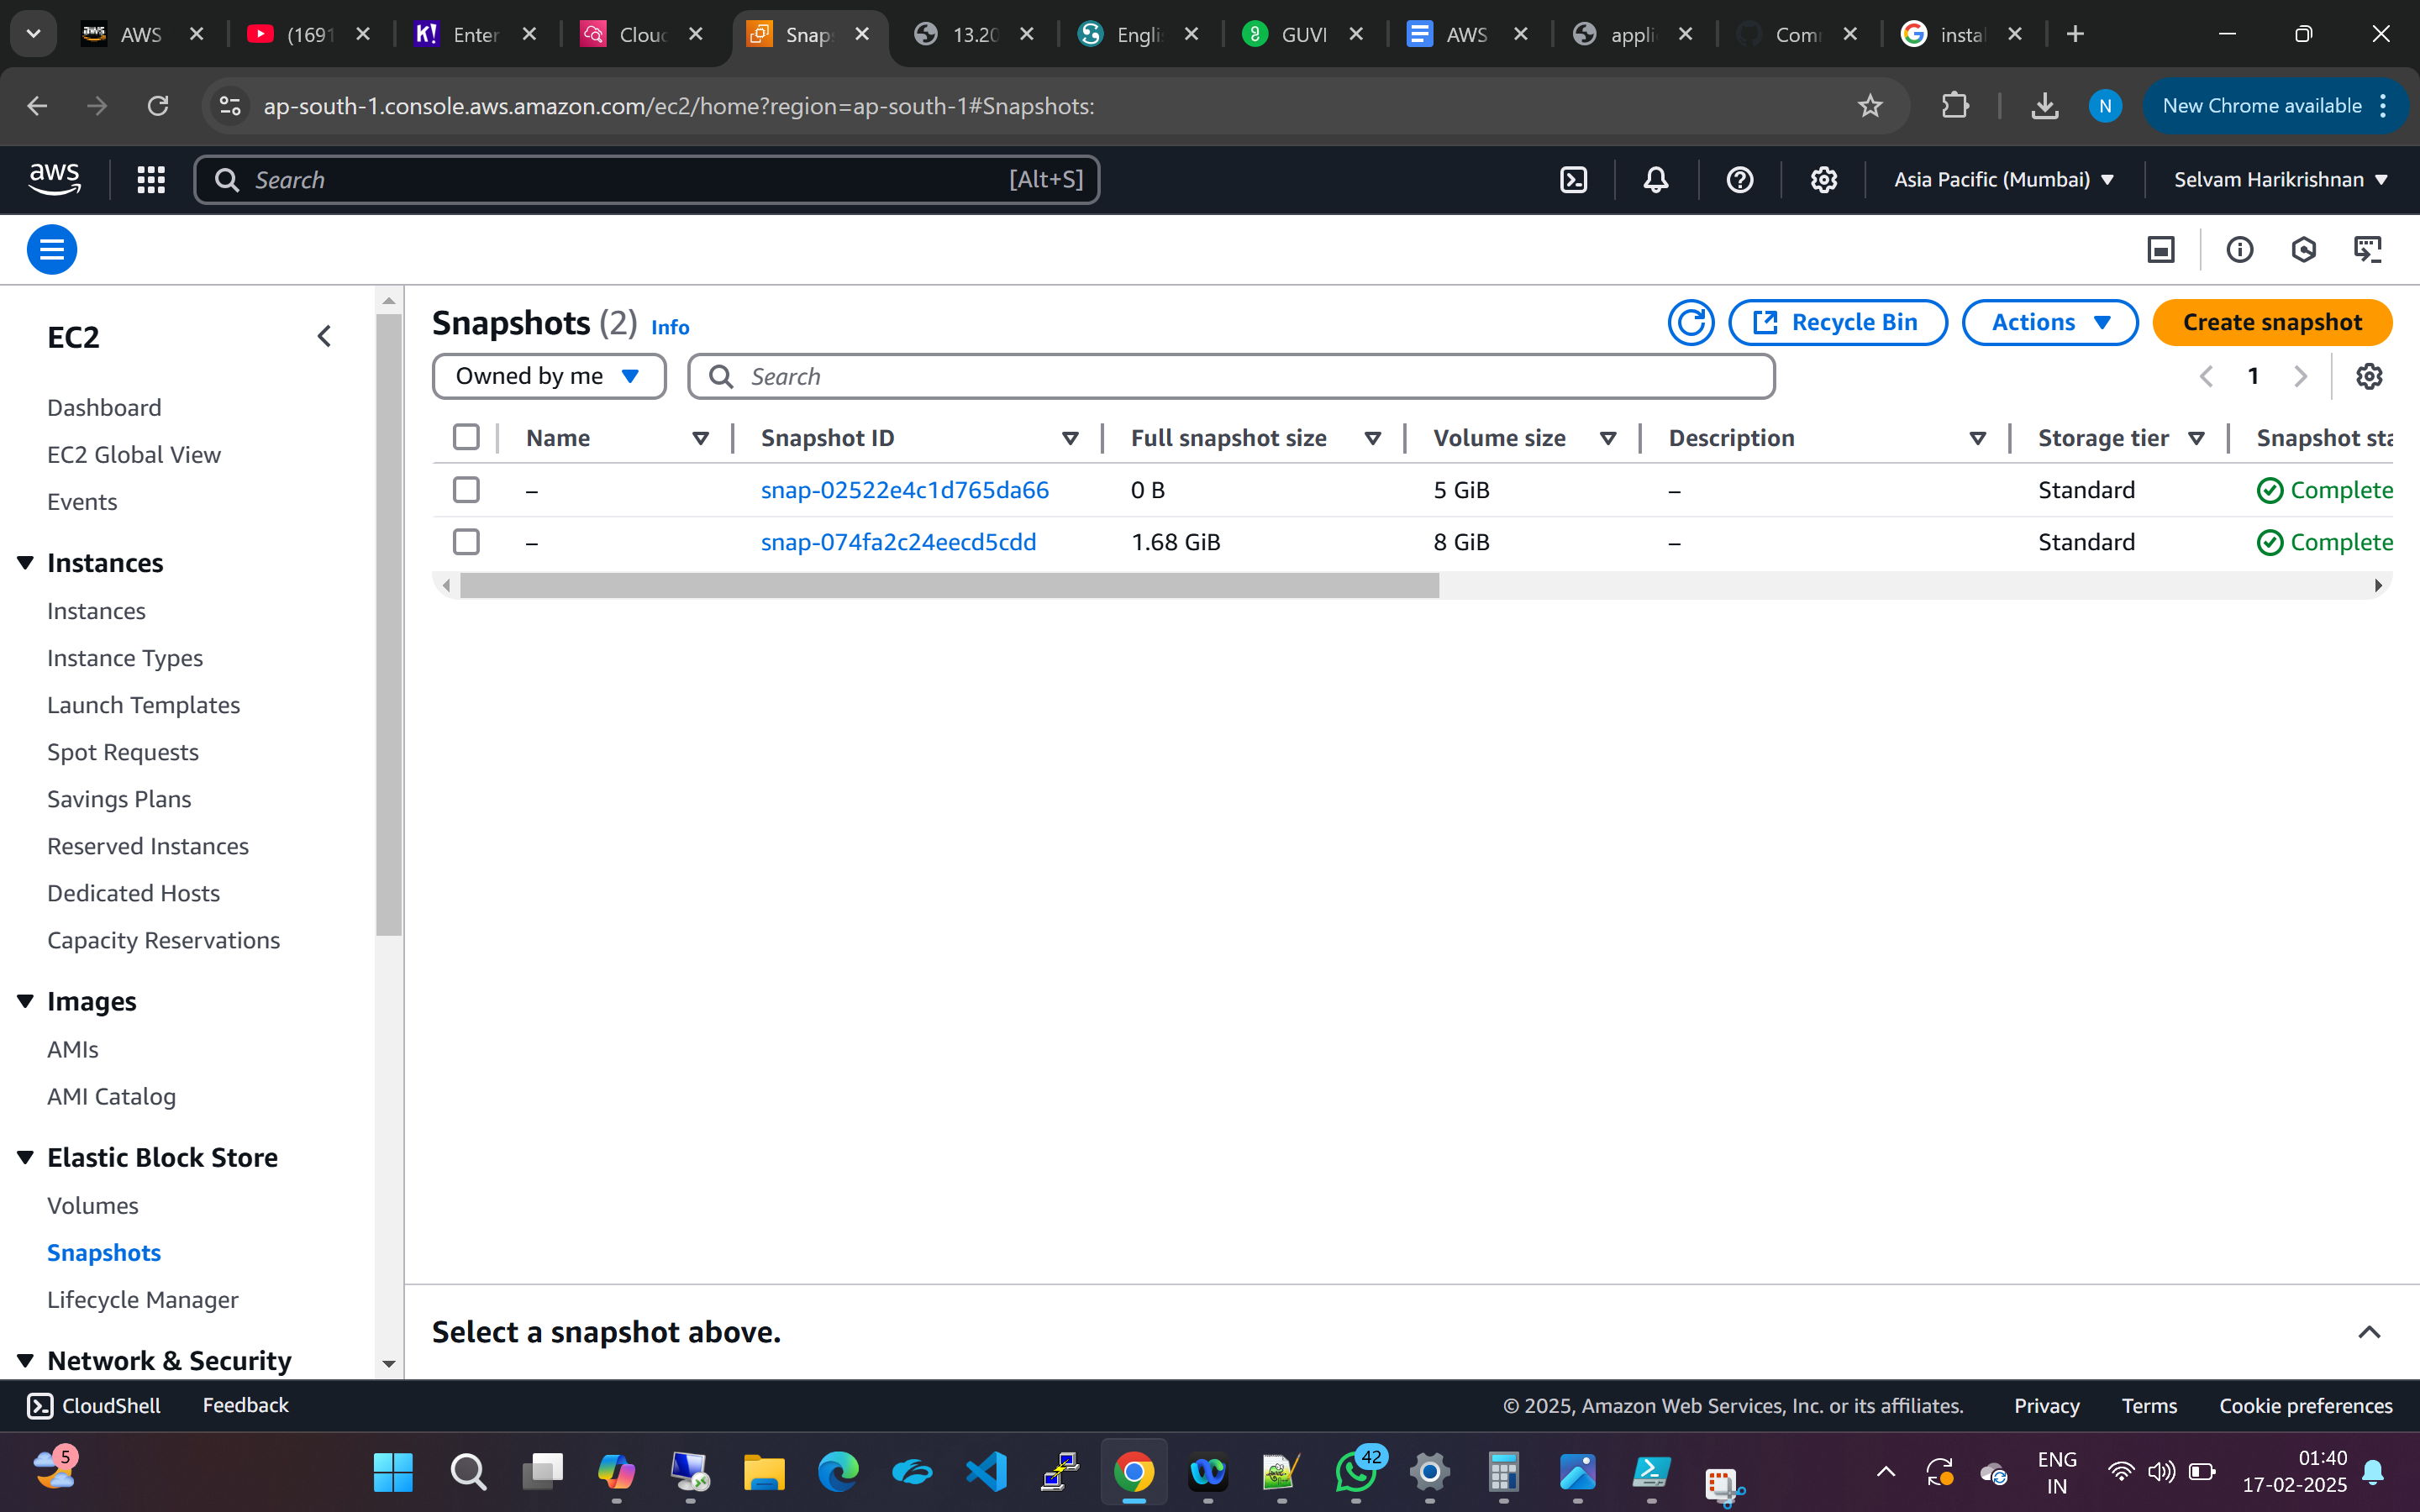 AWS
(1691
Enter
Clou
Snap
13.20
Engli
GUVI
AWS
appli
Com
instal
ap-south-1.console.aws.amazon.com/ec2/home?region=ap-south-1#Snapshots:
N
New Chrome available
aws
Search
[Alt+S]
Asia Pacific (Mumbai)
Selvam Harikrishnan
EC2
Dashboard
EC2 Global View
Events
Instances
Instances
Instance Types
Launch Templates
Spot Requests
Savings Plans
Reserved Instances
Dedicated Hosts
Capacity Reservations
Images
AMIs
AMI Catalog
Elastic Block Store
Volumes
Snapshots
Lifecycle Manager
Network & Security
Snapshots (2) Info
Recycle Bin
Actions
Create snapshot
Owned by me
Search
1
Name Snapshot ID Full snapshot size Volume size Description Storage tier Snapshot sta
– snap-02522e4c1d765da66 0 B 5 GiB – Standard Complete
– snap-074fa2c24eecd5cdd 1.68 GiB 8 GiB – Standard Complete
Select a snapshot above.
CloudShell
Feedback
© 2025, Amazon Web Services, Inc. or its affiliates.
Privacy
Terms
Cookie preferences
5
42
ENG
IN
01:40
17-02-2025